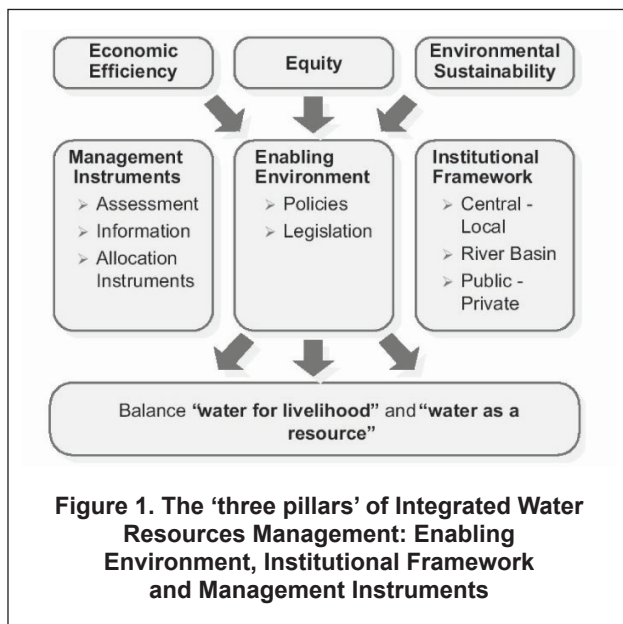 Economic
Efficiency
Equity
Environmental
Sustainability
Management
Instruments
➢ Assessment
➢ Information
➢ Allocation
Instruments
Enabling
Environment
➢ Policies
➢ Legislation
Institutional
Framework
➢ Central -
Local
➢ River Basin
➢ Public -
Private
Balance “water for livelihood” and “water as a
resource”
Figure 1. The ‘three pillars’ of Integrated Water
Resources Management: Enabling
Environment, Institutional Framework
and Management Instruments